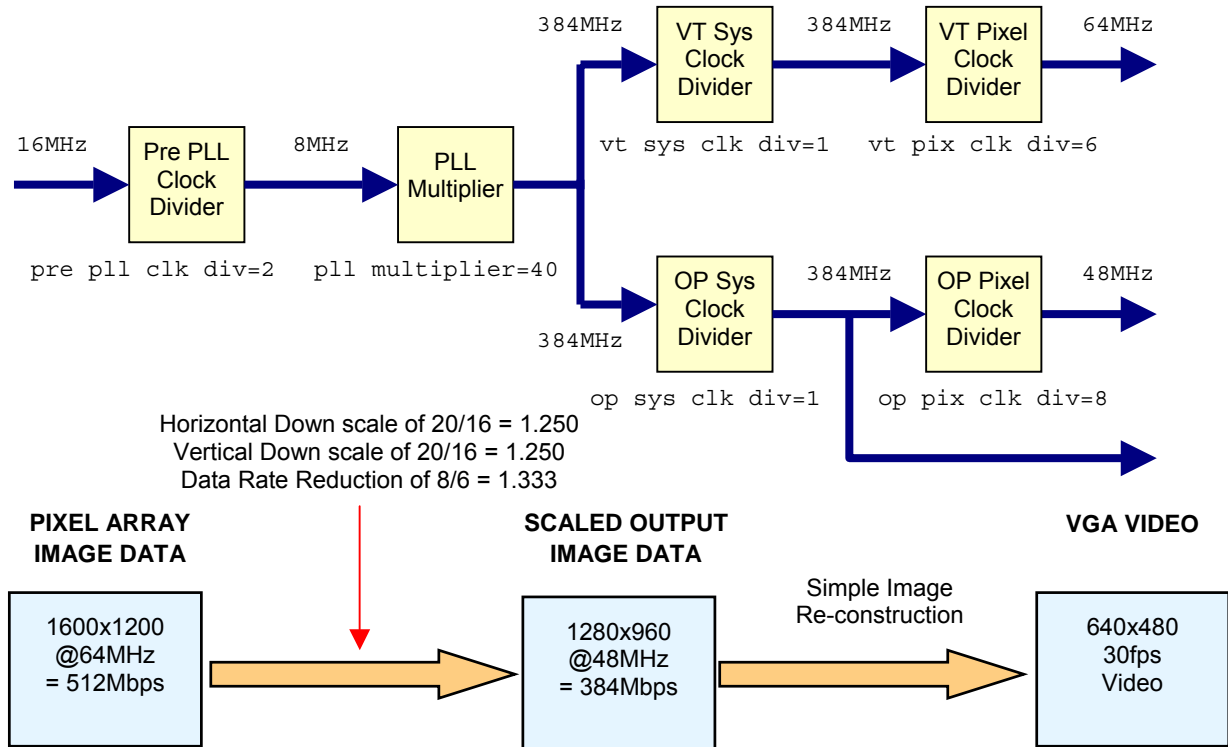 384MHz
VT Sys
Clock
Divider
384MHz
VT Pixel
Clock
Divider
64MHz
vt sys clk div=1
vt pix clk div=6
16MHz
Pre PLL
Clock
Divider
8MHz
PLL
Multiplier
pre pll clk div=2
pll multiplier=40
384MHz
OP Sys
Clock
Divider
384MHz
OP Pixel
Clock
Divider
48MHz
op sys clk div=1
op pix clk div=8
Horizontal Down scale of 20/16 = 1.250
Vertical Down scale of 20/16 = 1.250
Data Rate Reduction of 8/6 = 1.333
PIXEL ARRAY
IMAGE DATA
SCALED OUTPUT
IMAGE DATA
VGA VIDEO
1600x1200
@64MHz
= 512Mbps
1280x960
@48MHz
= 384Mbps
Simple Image
Re-construction
640x480
30fps
Video